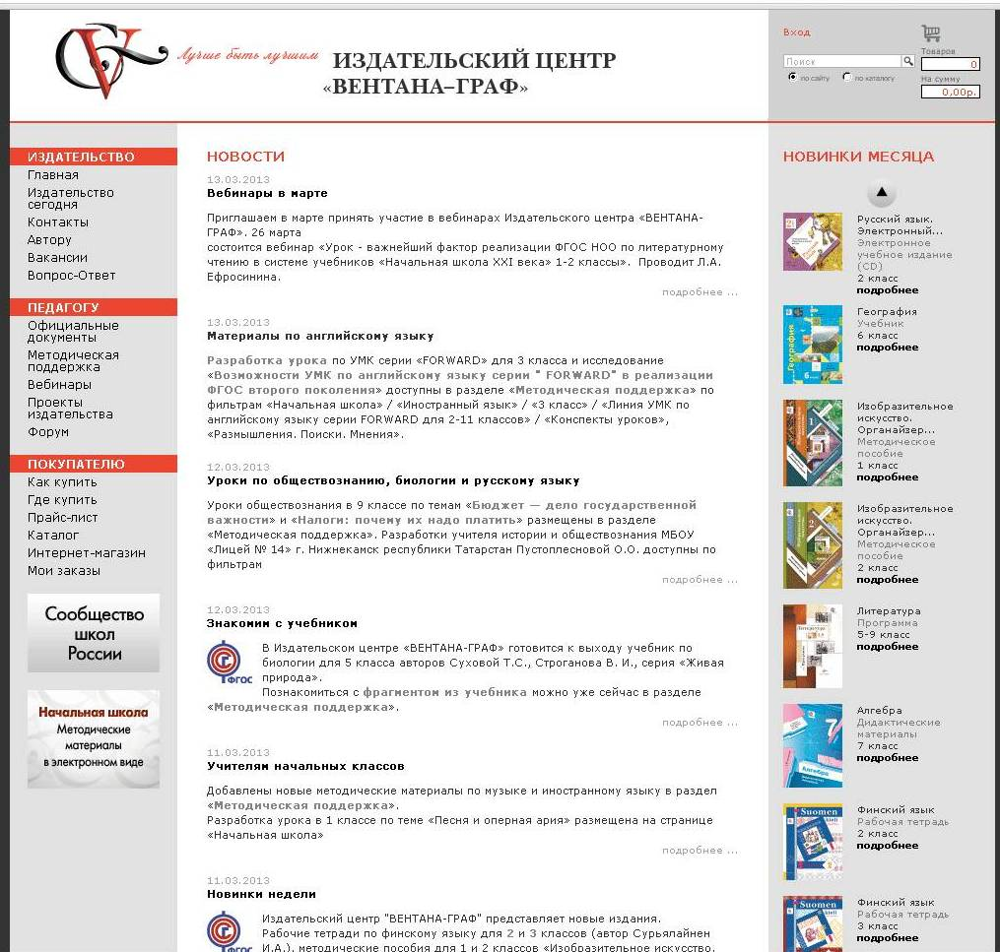 Лучше быть лучшим
ИЗДАТЕЛЬСКИЙ ЦЕНТР
«ВЕНТАНА–ГРАФ»
Вход
Поиск
по сайту
по каталогу
Товаров
0
На сумму
0,00р.
ИЗДАТЕЛЬСТВО
Главная
Издательство
сегодня
Контакты
Автору
Вакансии
Вопрос-Ответ
ПЕДАГОГУ
Официальные
документы
Методическая
поддержка
Вебинары
Проекты
издательства
Форум
ПОКУПАТЕЛЮ
Как купить
Где купить
Прайс-лист
Каталог
Интернет-магазин
Мои заказы
Сообщество
школ
России
Начальная школа
Методические
материалы
в электронном виде
НОВОСТИ
13.03.2013
Вебинары в марте
Приглашаем в марте принять участие в вебинарах Издательского центра «ВЕНТАНА-
ГРАФ». 26 марта
состоится вебинар «Урок - важнейший фактор реализации ФГОС НОО по литературному
чтению в системе учебников «Начальная школа XXI века» 1-2 классы».  Проводит Л.А.
Ефросинина.
подробнее ...
13.03.2013
Материалы по английскому языку
Разработка урока по УМК серии «FORWARD» для 3 класса и исследование
«Возможности УМК по английскому языку серии " FORWARD" в реализации
ФГОС второго поколения» доступны в разделе «Методическая поддержка» по
фильтрам «Начальная школа» / «Иностранный язык» / «3 класс» / «Линия УМК по
английскому языку серии FORWARD для 2-11 классов» / «Конспекты уроков»,
«Размышления. Поиски. Мнения».
12.03.2013
Уроки по обществознанию, биологии и русскому языку
Уроки обществознания в 9 классе по темам «Бюджет — дело государственной
важности» и «Налоги: почему их надо платить» размещены в разделе
«Методическая поддержка». Разработки учителя истории и обществознания МБОУ
«Лицей № 14» г. Нижнекамск республики Татарстан Пустоплесновой О.О. доступны по
фильтрам
подробнее ...
12.03.2013
Знакомим с учебником
ФГОС
В Издательском центре «ВЕНТАНА-ГРАФ» готовится к выходу учебник по
биологии для 5 класса авторов Суховой Т.С., Строганова В. И., серия «Живая
природа».
Познакомиться с фрагментом из учебника можно уже сейчас в разделе
«Методическая поддержка».
подробнее ...
11.03.2013
Учителям начальных классов
Добавлены новые методические материалы по музыке и иностранному языку в раздел
«Методическая поддержка».
Разработка урока в 1 классе по теме «Песня и оперная ария» размещена на странице
«Начальная школа»
подробнее ...
11.03.2013
Новинки недели
ФГОС
Издательский центр "ВЕНТАНА-ГРАФ" представляет новые издания.
Рабочие тетради по финскому языку для 2 и 3 классов (автор Сурьялайнен
И.А.), методические пособия для 1 и 2 классов «Изобразительное искусство.
НОВИНКИ МЕСЯЦА
Русский язык.
Электронный...
Электронное
учебное издание
(CD)
2 класс
подробнее
География
География
Учебник
6 класс
подробнее
Изобразительное
искусство.
Органайзер...
Методическое
пособие
1 класс
подробнее
Изобразительное
искусство.
Органайзер...
Методическое
пособие
2 класс
подробнее
Литература
Литература
Программа
5-9 класс
подробнее
7
Алгебра
Алгебра
Дидактические
материалы
7 класс
подробнее
Suomen
kieli
Финский язык
Рабочая тетрадь
2 класс
подробнее
Suomen
kieli
Финский язык
Рабочая тетрадь
3 класс
подробнее